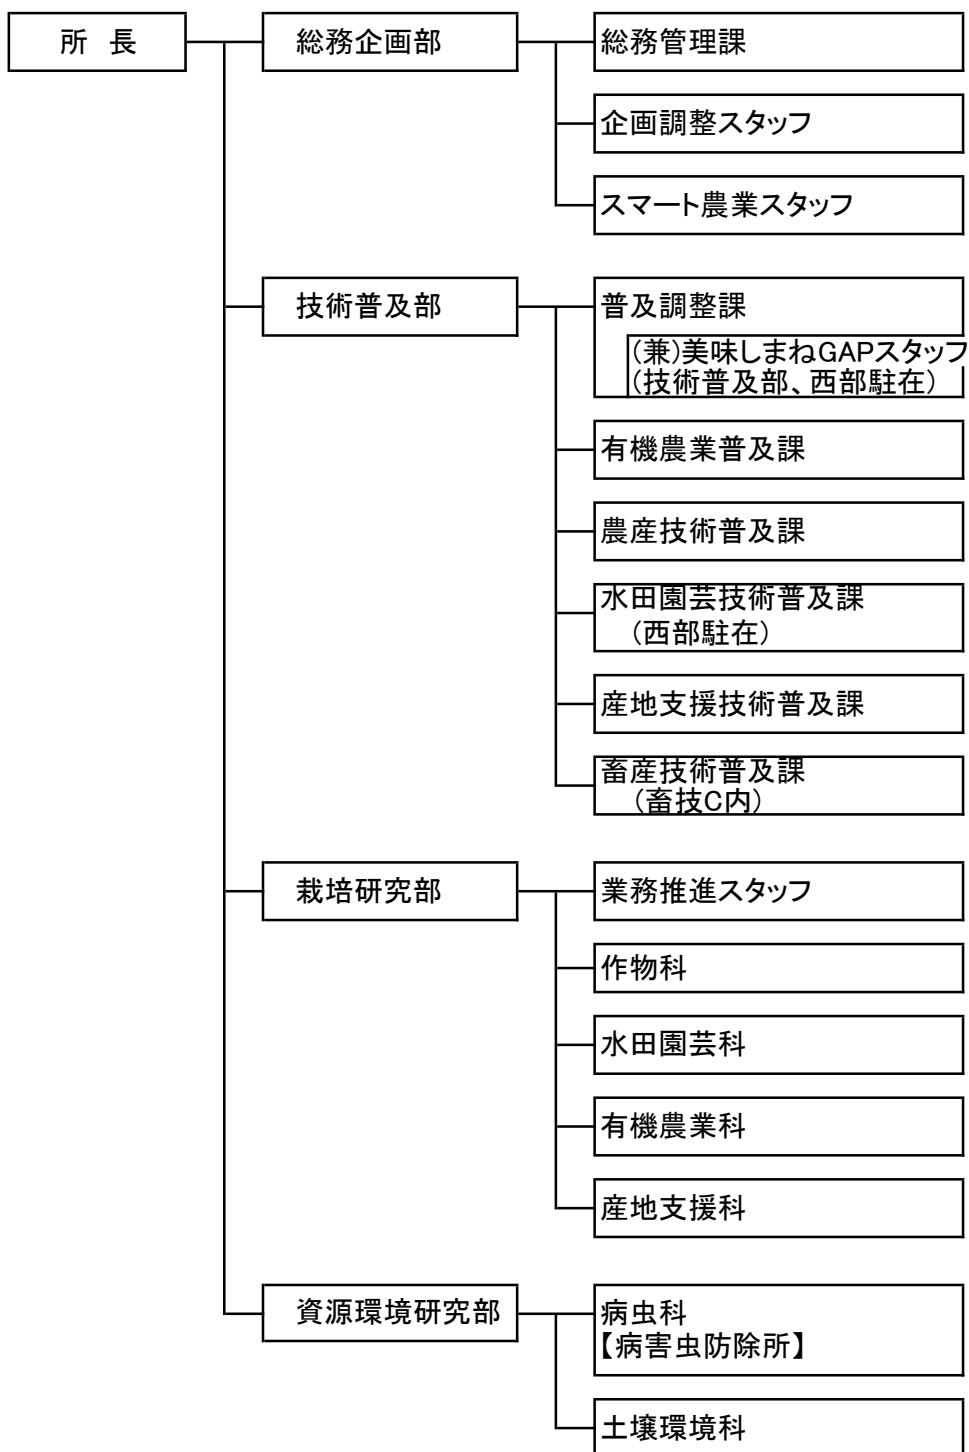 所 長
総務企画部
総務管理課
企画調整スタッフ
スマート農業スタッフ
技術普及部
普及調整課
(兼)美味しまねGAPスタッフ
(技術普及部、西部駐在)
有機農業普及課
農産技術普及課
水田園芸技術普及課
(西部駐在)
産地支援技術普及課
畜産技術普及課
(畜技C内)
栽培研究部
業務推進スタッフ
作物科
水田園芸科
有機農業科
産地支援科
資源環境研究部
病虫科
【病害虫防除所】
土壌環境科